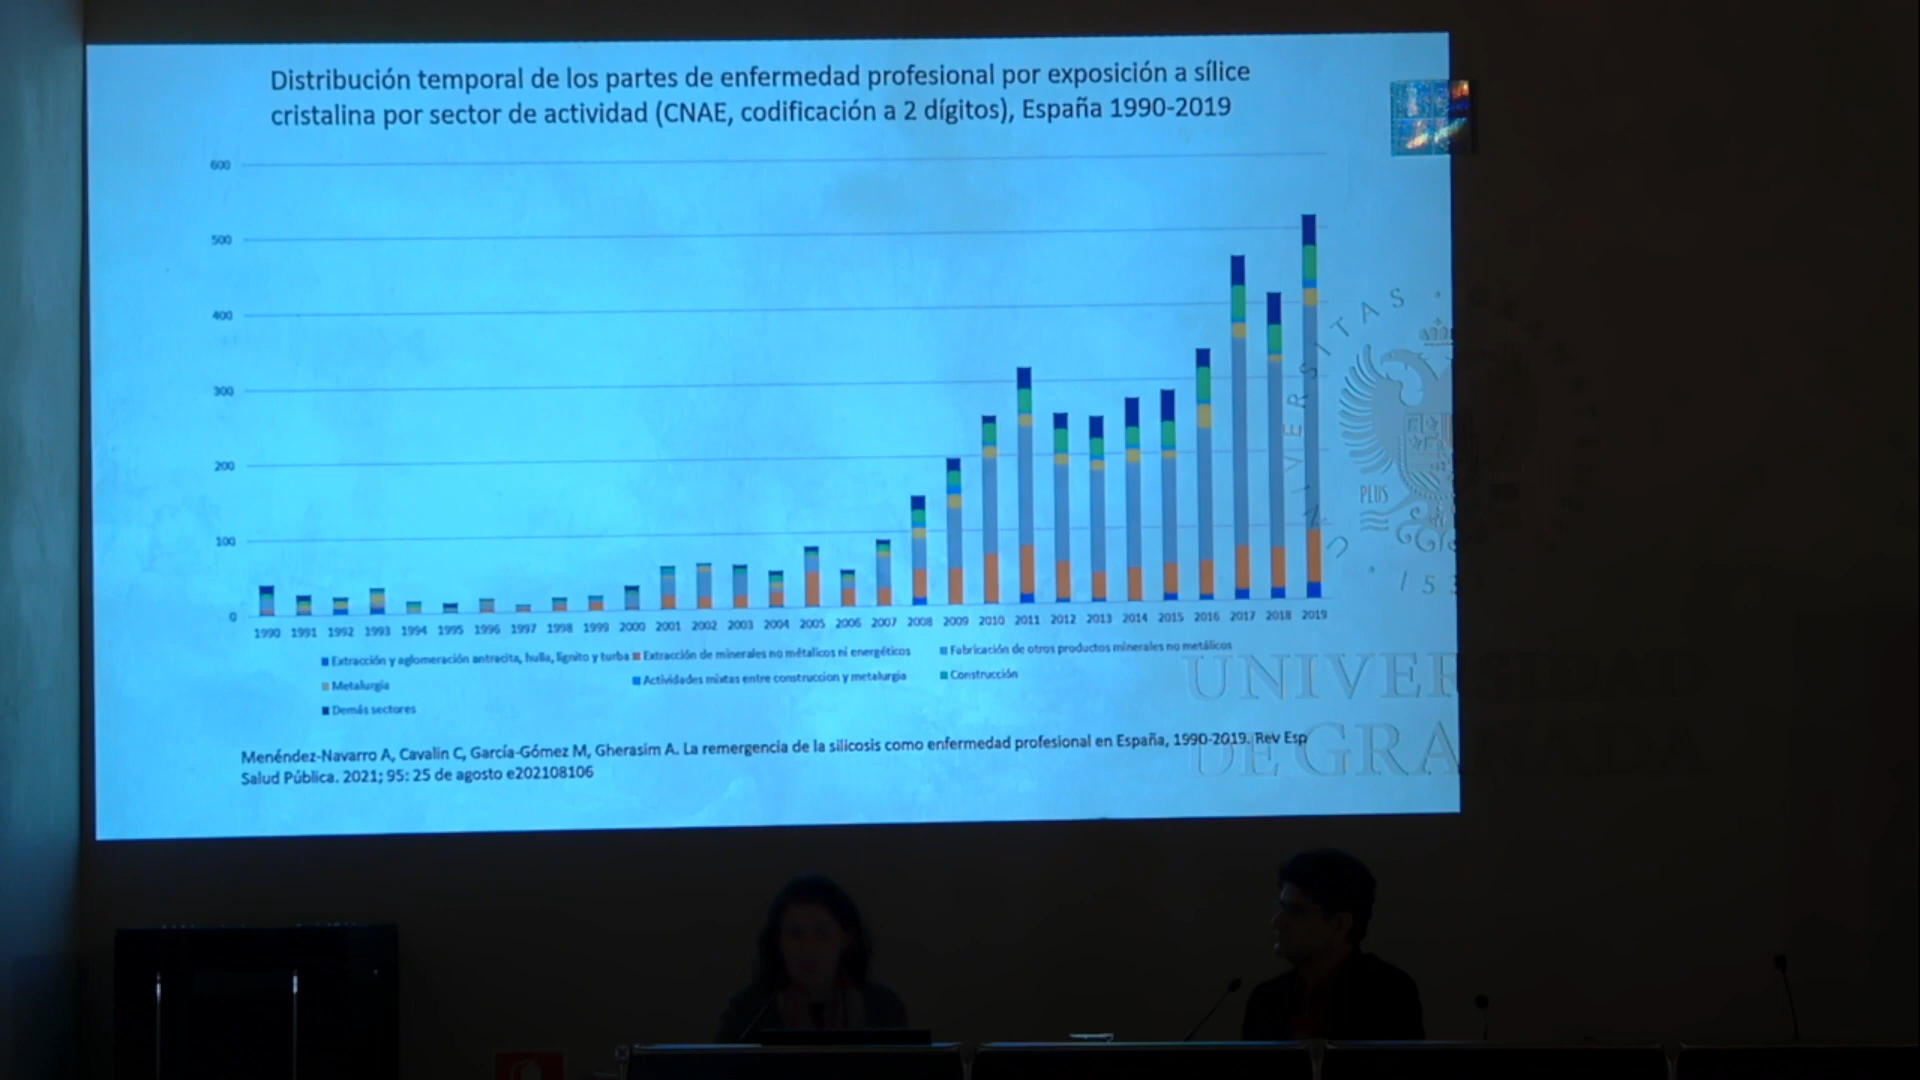 Distribución temporal de los partes de enfermedad profesional por exposición a sílice
cristalina por sector de actividad (CNAE, codificación a 2 dígitos), España 1990-2019
600
500
400
300
200
100
0
1990 1991 1992 1993 1994 1995 1996 1997 1998 1999 2000 2001 2002 2003 2004 2005 2006 2007 2008 2009 2010 2011 2012 2013 2014 2015 2016 2017 2018 2019
Extracción y aglomeración antracita, hulla, lignito y turba Extracción de minerales no métalicos ni energéticos Fabricación de otros productos minerales no metálicos
Metalurgia Actividades mixtas entre construccion y metalurgia Construcción
Demás sectores
Menéndez-Navarro A, Cavalin C, García-Gómez M, Gherasim A. La remergencia de la silicosis como enfermedad profesional en España, 1990-2019. Rev Esp
Salud Pública. 2021; 95: 25 de agosto e202108106
UNIVERSITAS
PLUS
UNIVERSIDAD
DE GRANADA